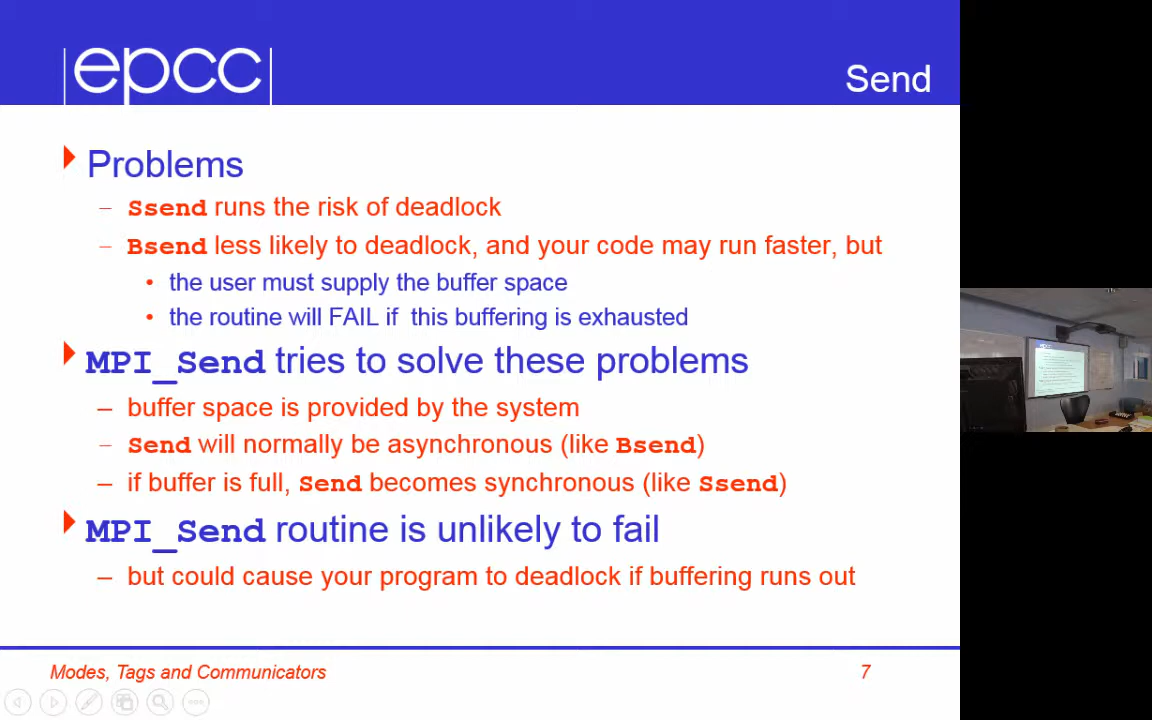 |epcc|
Send
Problems
– Ssend runs the risk of deadlock
– Bsend less likely to deadlock, and your code may run faster, but
• the user must supply the buffer space
• the routine will FAIL if this buffering is exhausted
MPI_Send tries to solve these problems
– buffer space is provided by the system
– Send will normally be asynchronous (like Bsend)
– if buffer is full, Send becomes synchronous (like Ssend)
MPI_Send routine is unlikely to fail
– but could cause your program to deadlock if buffering runs out
Modes, Tags and Communicators
7